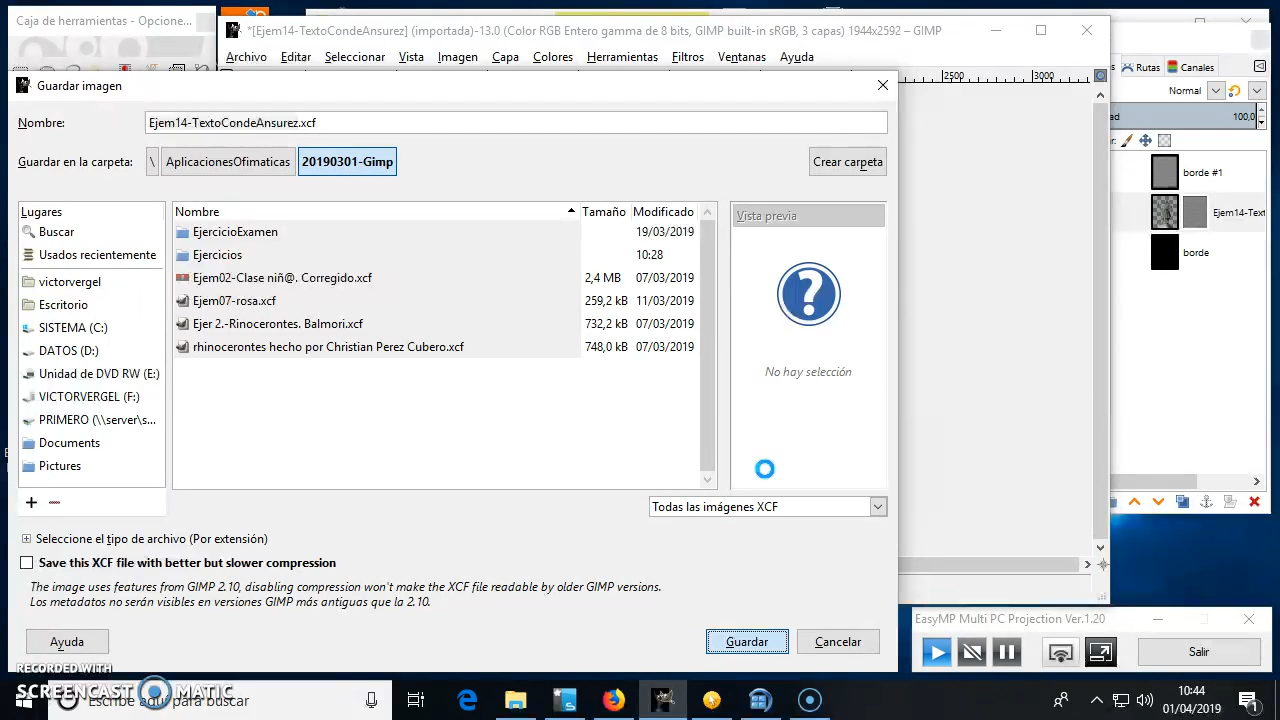 Caja de herramientas - Opcione...
*[Ejem14-TextoCondeAnsurez] (importada)-13.0 (Color RGB entero gamma de 8 bits, GIMP built-in sRGB, 3 capas) 1944x2592 – GIMP
Archivo Editar Seleccionar Vista Imagen Capa Colores Herramientas Filtros Ventanas Ayuda
2500 3000
Rutas Canales
Normal
ad 100,0
borde #1
Ejem14-Text
borde
Guardar imagen
Nombre: Ejem14-TextoCondeAnsurez.xcf
Guardar en la carpeta: \ AplicacionesOfimaticas 20190301-Gimp Crear carpeta
Lugares
Buscar
Usados recientemente
victorvergel
Escritorio
SISTEMA (C:)
DATOS (D:)
Unidad de DVD RW (E:)
VICTORVERGEL (F:)
PRIMERO (\\server\s...
Documents
Pictures
Nombre Tamaño Modificado
EjercicioExamen 19/03/2019
Ejercicios 10:28
Ejem02-Clase niñ@. Corregido.xcf 2,4 MB 07/03/2019
Ejem07-rosa.xcf 259,2 kB 11/03/2019
Ejer 2.-Rinocerontes. Balmori.xcf 732,2 kB 07/03/2019
rhinocerontes hecho por Christian Perez Cubero.xcf 748,0 kB 07/03/2019
Vista previa
No hay selección
Todas las imágenes XCF
Seleccione el tipo de archivo (Por extensión)
Save this XCF file with better but slower compression
The image uses features from GIMP 2.10, disabling compression won't make the XCF file readable by older GIMP versions.
Los metadatos no serán visibles en versiones GIMP más antiguas que la 2.10.
Ayuda Guardar Cancelar
EasyMP Multi PC Projection Ver.1.20
Salir
RECORDED WITH
SCREENCAST MATIC
Escribe aquí para buscar
10:44
01/04/2019
1